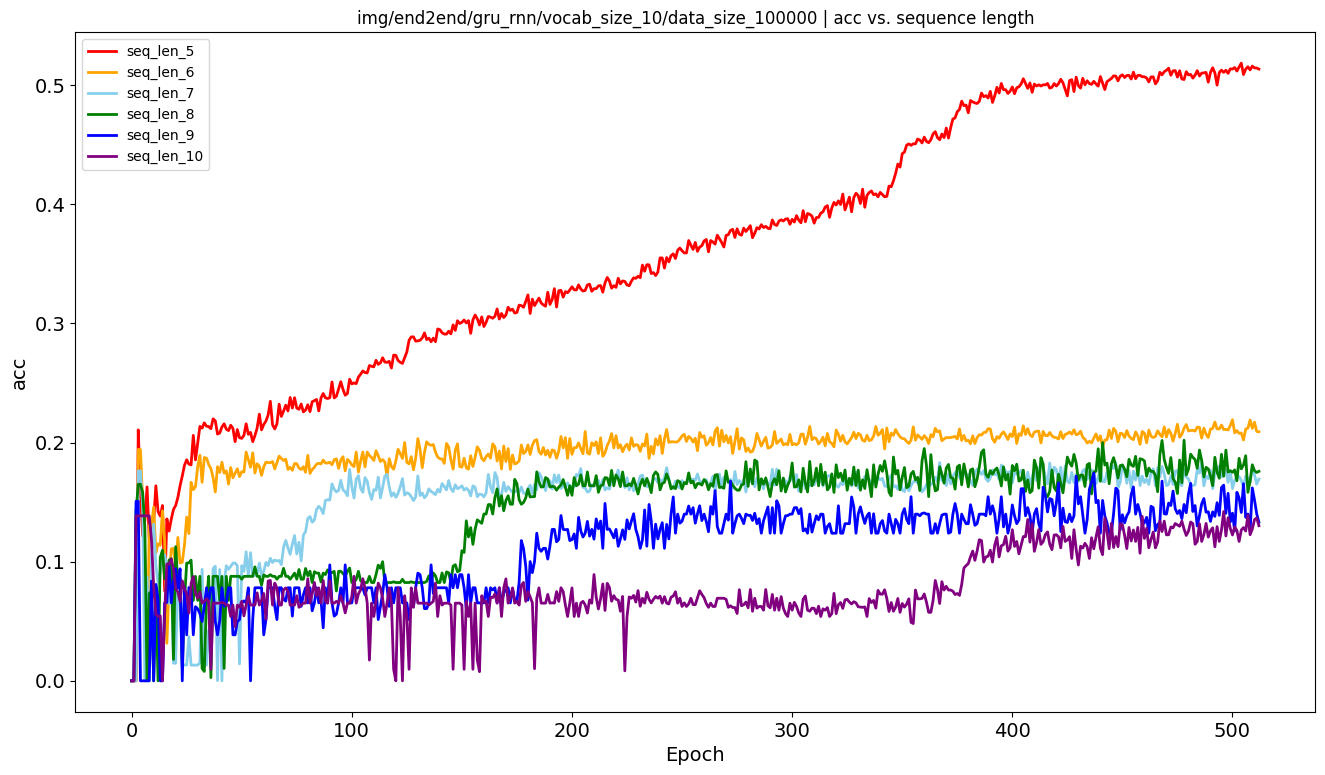 img/end2end/gru_rnn/vocab_size_10/data_size_100000 | acc vs. sequence length
seq_len_5
seq_len_6
seq_len_7
seq_len_8
seq_len_9
seq_len_10
0.5
0.4
0.3
0.2
0.1
0.0
acc
0 100 200 300 400 500
Epoch